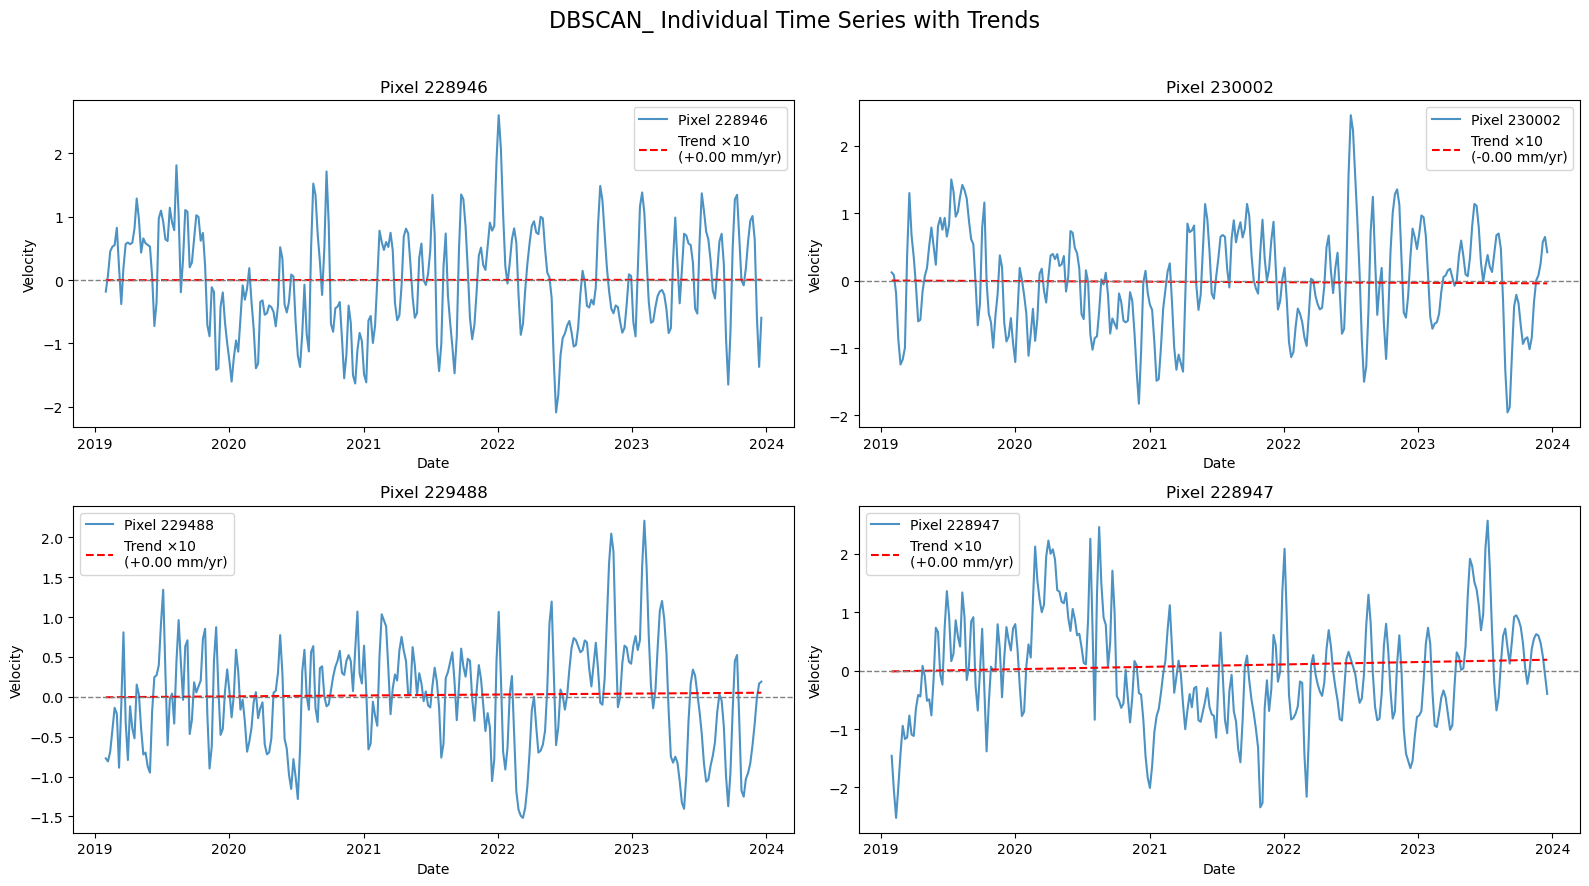 DBSCAN_ Individual Time Series with Trends
Pixel 228946
Velocity
2
1
0
−1
−2
Pixel 228946
Trend ×10
(+0.00 mm/yr)
2019
2020
2021
2022
2023
2024
Date
Pixel 230002
Velocity
2
1
0
−1
−2
Pixel 230002
Trend ×10
(-0.00 mm/yr)
2019
2020
2021
2022
2023
2024
Date
Pixel 229488
Velocity
2.0
1.5
1.0
0.5
0.0
−0.5
−1.0
−1.5
Pixel 229488
Trend ×10
(+0.00 mm/yr)
2019
2020
2021
2022
2023
2024
Date
Pixel 228947
Velocity
2
1
0
−1
−2
Pixel 228947
Trend ×10
(+0.00 mm/yr)
2019
2020
2021
2022
2023
2024
Date